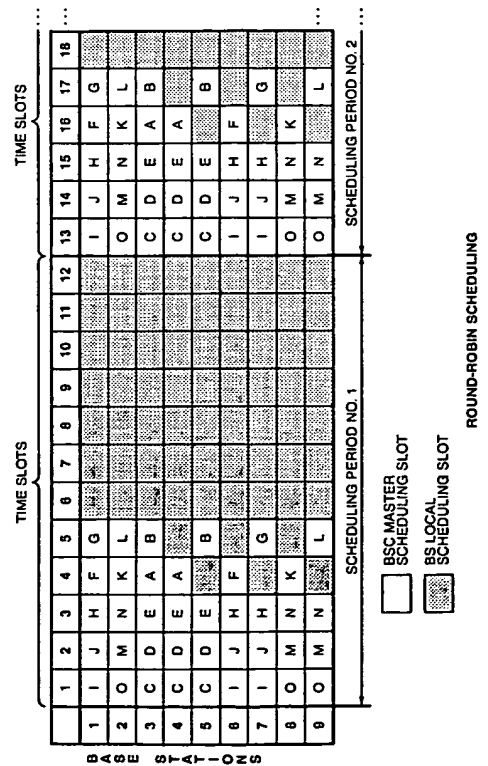 TIME SLOTS TIME SLOTS
1 2 3 4 5 6 7 8 9 10 11 12 13 14 15 16 17 18 ...
BASE STATIONS
1 I J H F G I J H F G
2 O M N K L O M N K L
3 C D E A B C D E A B
4 C D E A C D E A
5 C D E B C D E B
6 I J H F I J H F
7 I J H G I J H G
8 O M N K O M N K
9 O M N L O M N L ...
SCHEDULING PERIOD NO. 1 SCHEDULING PERIOD NO. 2 ...
BSC MASTER
SCHEDULING SLOT
BS LOCAL
SCHEDULING SLOT
ROUND-ROBIN SCHEDULING